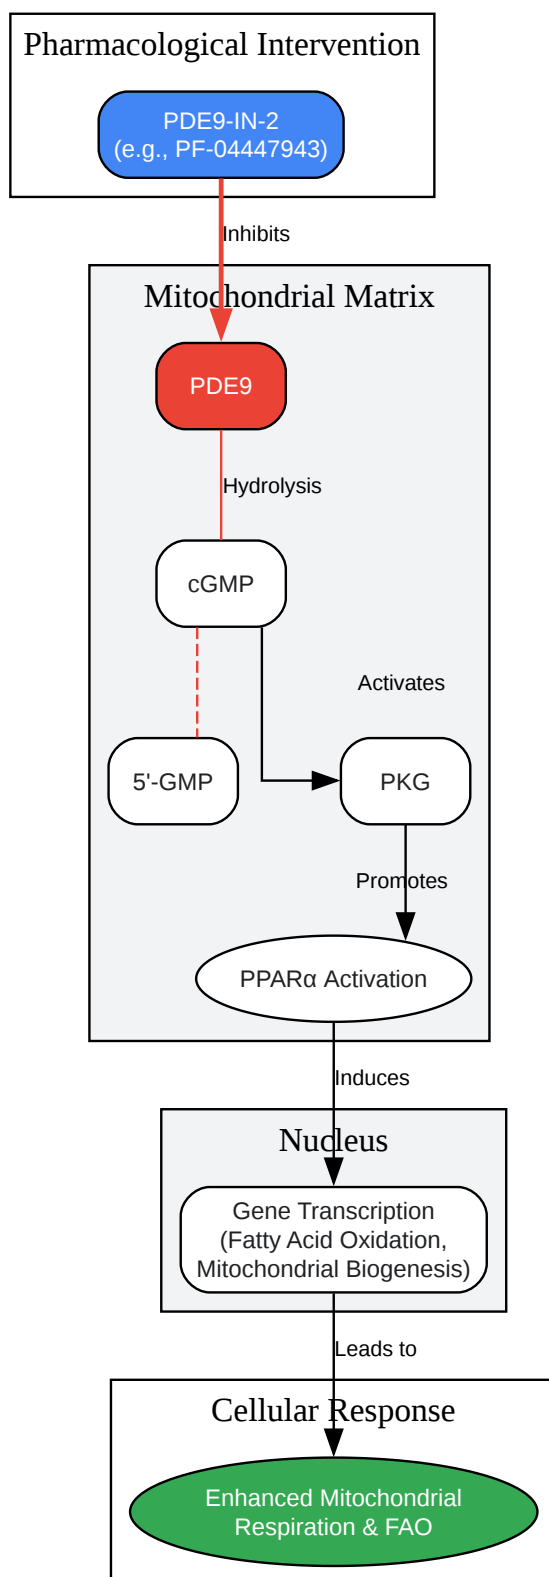 Pharmacological Intervention
PDE9-IN-2
(e.g., PF-04447943)
Inhibits
Mitochondrial Matrix
PDE9
Hydrolysis
cGMP
Activates
5'-GMP
PKG
Promotes
PPARα Activation
Induces
Nucleus
Gene Transcription
(Fatty Acid Oxidation,
Mitochondrial Biogenesis)
Leads to
Cellular Response
Enhanced Mitochondrial
Respiration & FAO